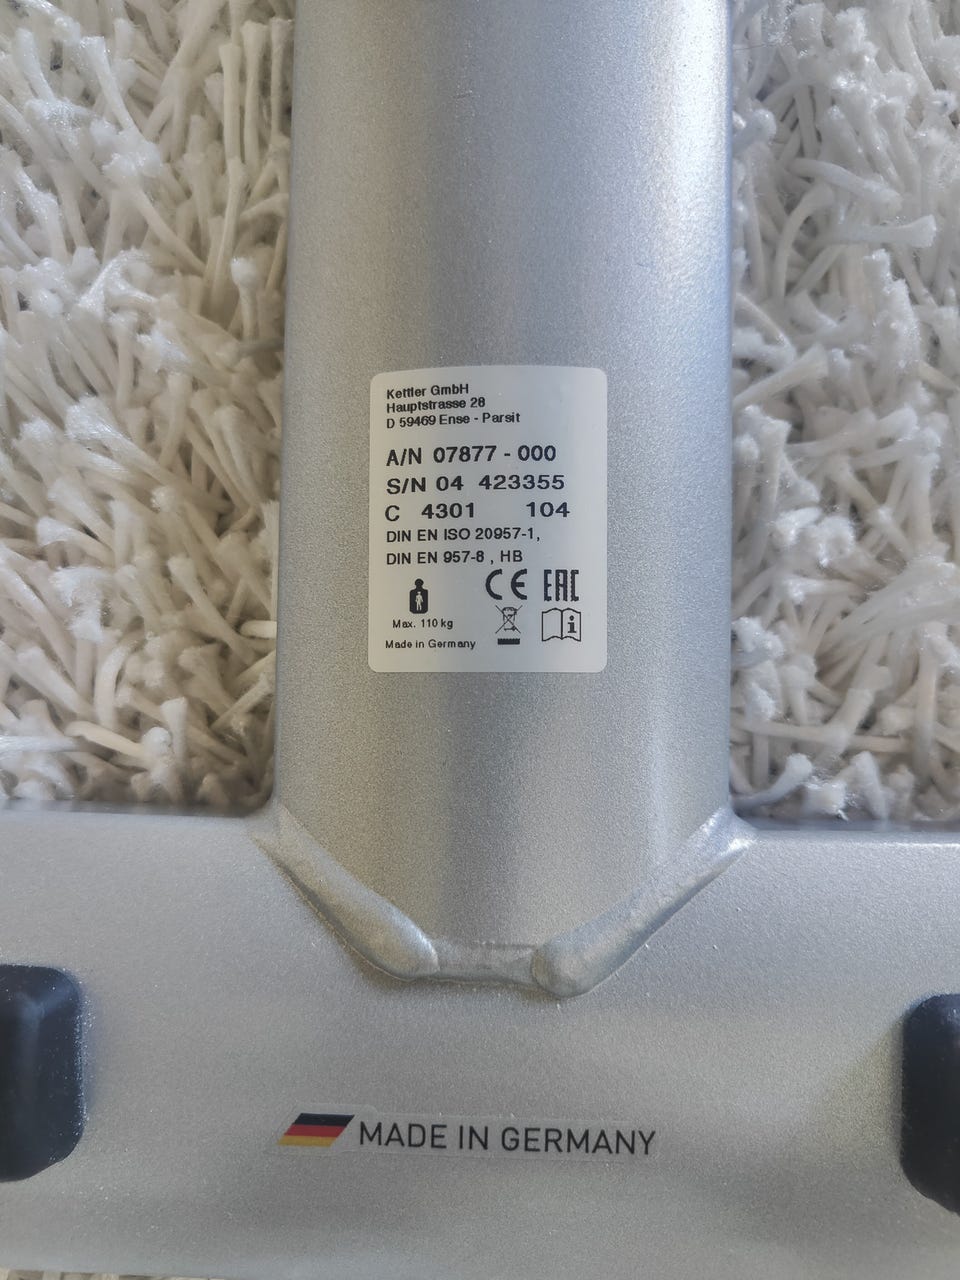 Kettler GmbH
Hauptstrasse 28
D 59469 Ense - Parsit
A/N 07877 - 000
S/N 04 423355
C 4301 104
DIN EN ISO 20957-1,
DIN EN 957-8 , HB
CE EAC
Max. 110 kg
i
Made in Germany
MADE IN GERMANY